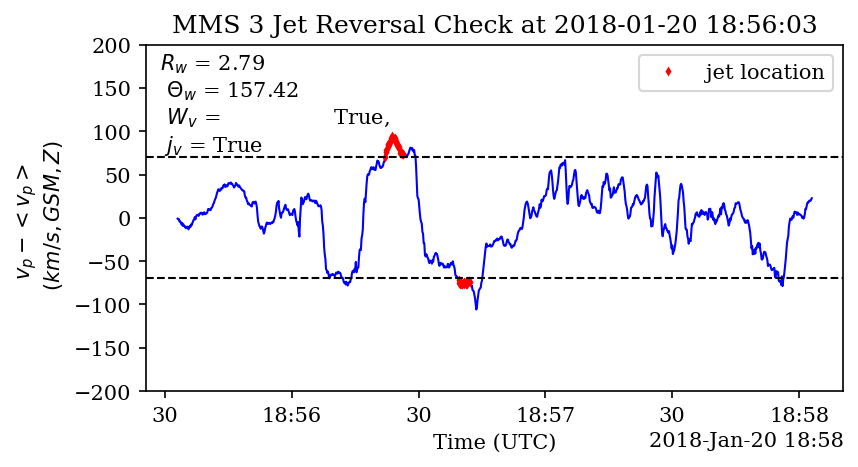 MMS 3 Jet Reversal Check at 2018-01-20 18:56:03
R_w = 2.79
Θ_w = 157.42
W_v = True,
j_v = True
jet location
v_p − < v_p >
(km/s, GSM, Z)
200
150
100
50
0
−50
−100
−150
−200
30 18:56 30 18:57 30 18:58
Time (UTC) 2018-Jan-20 18:58